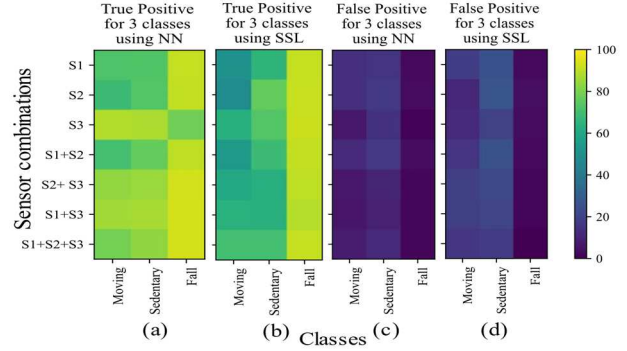 True Positive
for 3 classes
using NN
True Positive
for 3 classes
using SSL
False Positive
for 3 classes
using NN
False Positive
for 3 classes
using SSL
Sensor combinations
S1
S2
S3
S1+S2
S2+ S3
S1+S3
S1+S2+S3
100
80
60
40
20
0
Moving
Sedentary
Fall
Moving
Sedentary
Fall
Moving
Sedentary
Fall
Moving
Sedentary
Fall
(a)
(b)
(c)
(d)
Classes